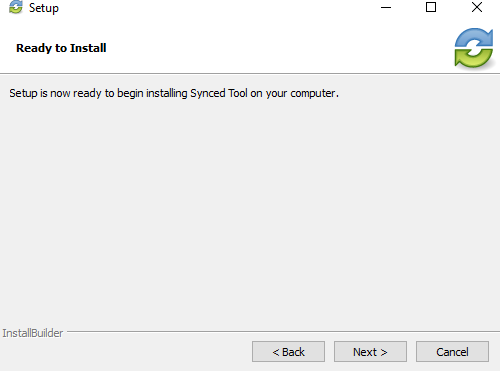 Setup
Ready to Install
Setup is now ready to begin installing Synced Tool on your computer.
InstallBuilder
< Back
Next >
Cancel